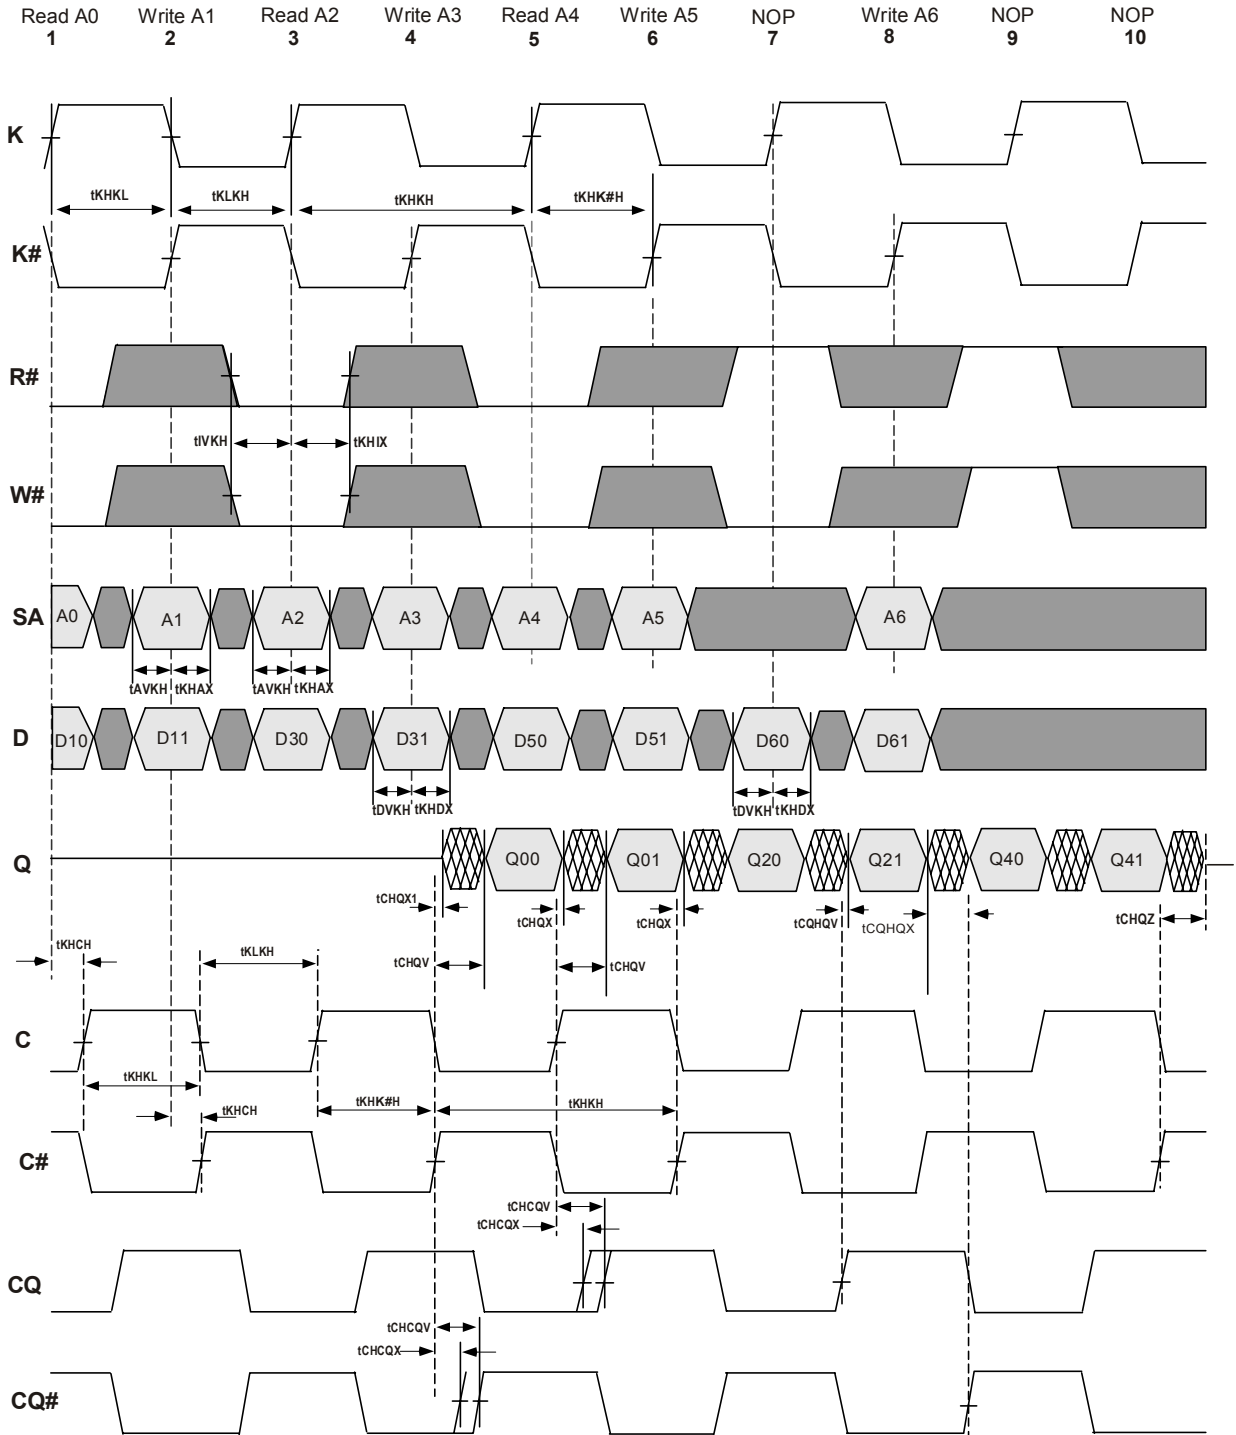 Read A0 Write A1 Read A2 Write A3 Read A4 Write A5 NOP Write A6 NOP NOP
1 2 3 4 5 6 7 8 9 10
K
tKHKL tKLKH tKHKH tKHK#H
K#
R#
tIVKH tKHIX
W#
SA A0 A1 A2 A3 A4 A5 A6
tAVKH tKHAX tAVKH tKHAX
D D10 D11 D30 D31 D50 D51 D60 D61
tDVKH tKHDX tDVKH tKHDX
Q Q00 Q01 Q20 Q21 Q40 Q41
tCHQX1 tCHQX tCHQX tCQHQV tCQHQX tCHQZ
tKHCH tKLKH tCHQV tCHQV
C
tKHKL tKHK#H tKHKH
tKHCH
C#
tCHCQV
tCHCQX
CQ
tCHCQV
tCHCQX
CQ#